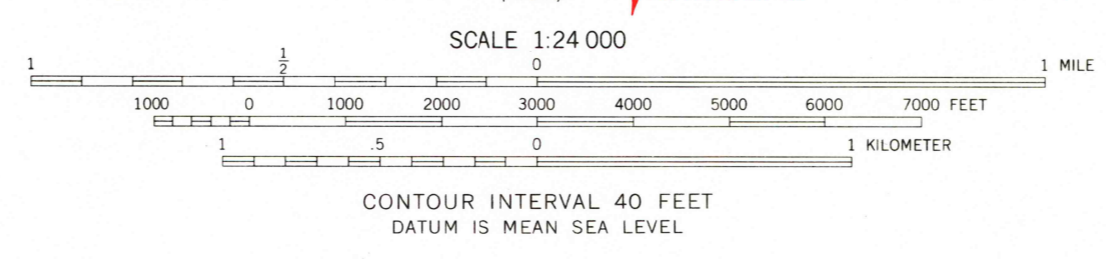 SCALE 1:24 000
1 1/2 0 1 MILE
1000 0 1000 2000 3000 4000 5000 6000 7000 FEET
1 .5 0 1 KILOMETER
CONTOUR INTERVAL 40 FEET
DATUM IS MEAN SEA LEVEL